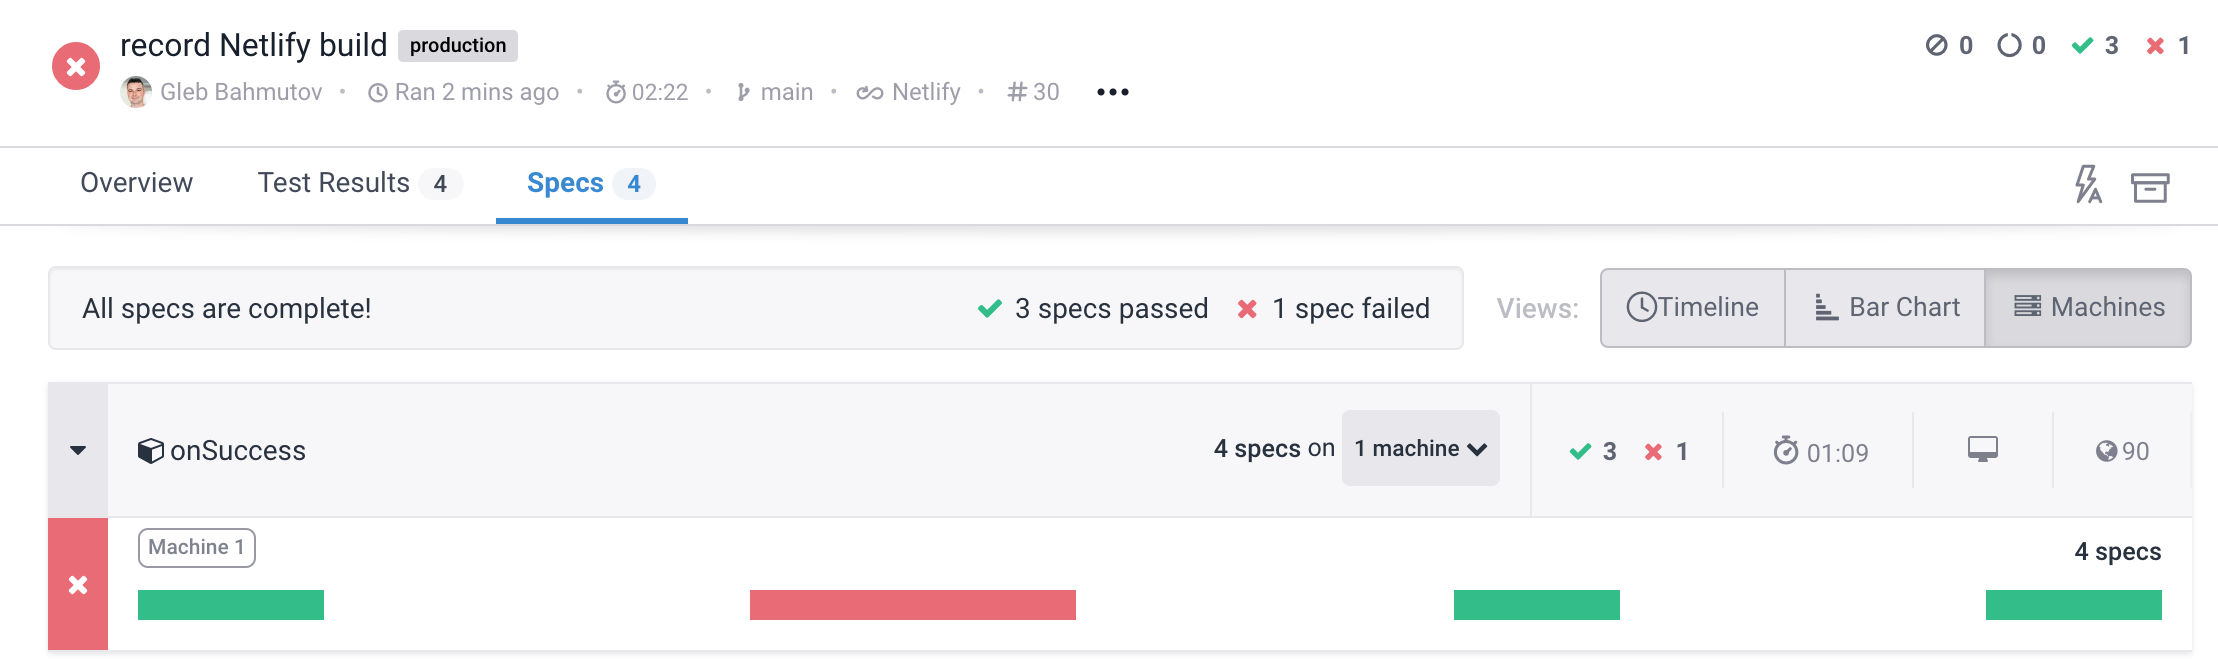 record Netlify build production
0 0 3 1
Gleb Bahmutov • Ran 2 mins ago • 02:22 • main • Netlify • #30 •••
Overview Test Results 4 Specs 4
All specs are complete! 3 specs passed 1 spec failed Views: Timeline Bar Chart Machines
onSuccess 4 specs on 1 machine 3 1 01:09 90
Machine 1 4 specs